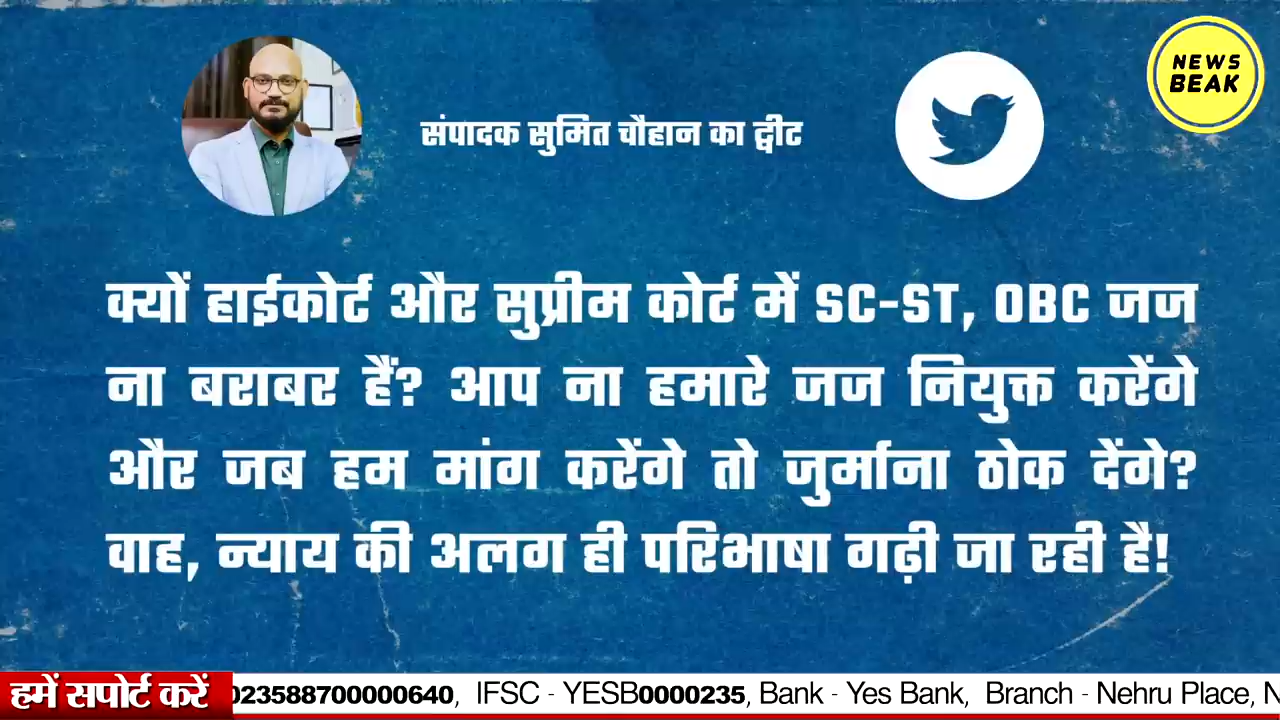 NEWS
BEAK
संपादक सुमित चौहान का ट्वीट
क्यों हाईकोर्ट और सुप्रीम कोर्ट में SC-ST, OBC जज
ना बराबर हैं? आप ना हमारे जज नियुक्त करेंगे
और जब हम मांग करेंगे तो जुर्माना ठोक देंगे?
वाह, न्याय की अलग ही परिभाषा गढ़ी जा रही है!
हमें सपोर्ट करें 023588700000640, IFSC - YESB0000235, Bank - Yes Bank, Branch - Nehru Place, N